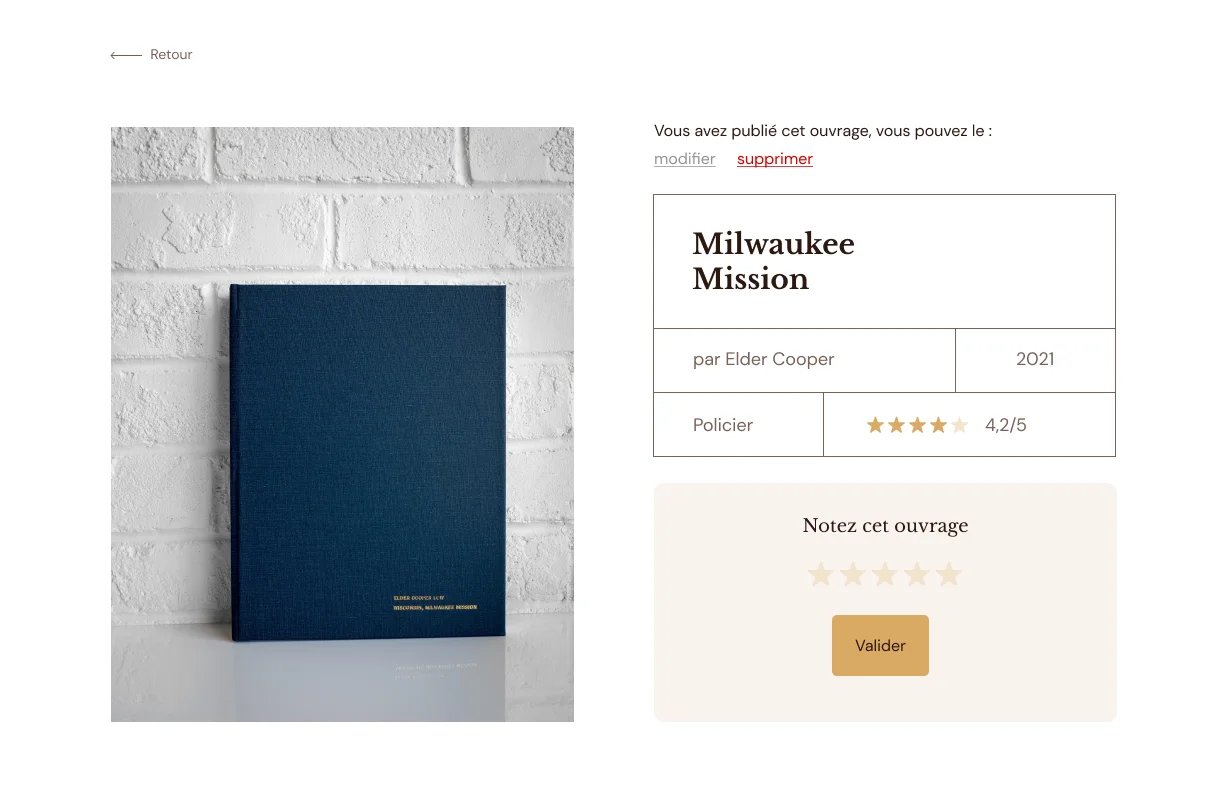 Retour
Vous avez publié cet ouvrage, vous pouvez le :
modifier supprimer
Milwaukee
Mission
par Elder Cooper 2021
Policier 4,2/5
ELDER COOPER
WISCONSIN, MILWAUKEE MISSION
Notez cet ouvrage
Valider